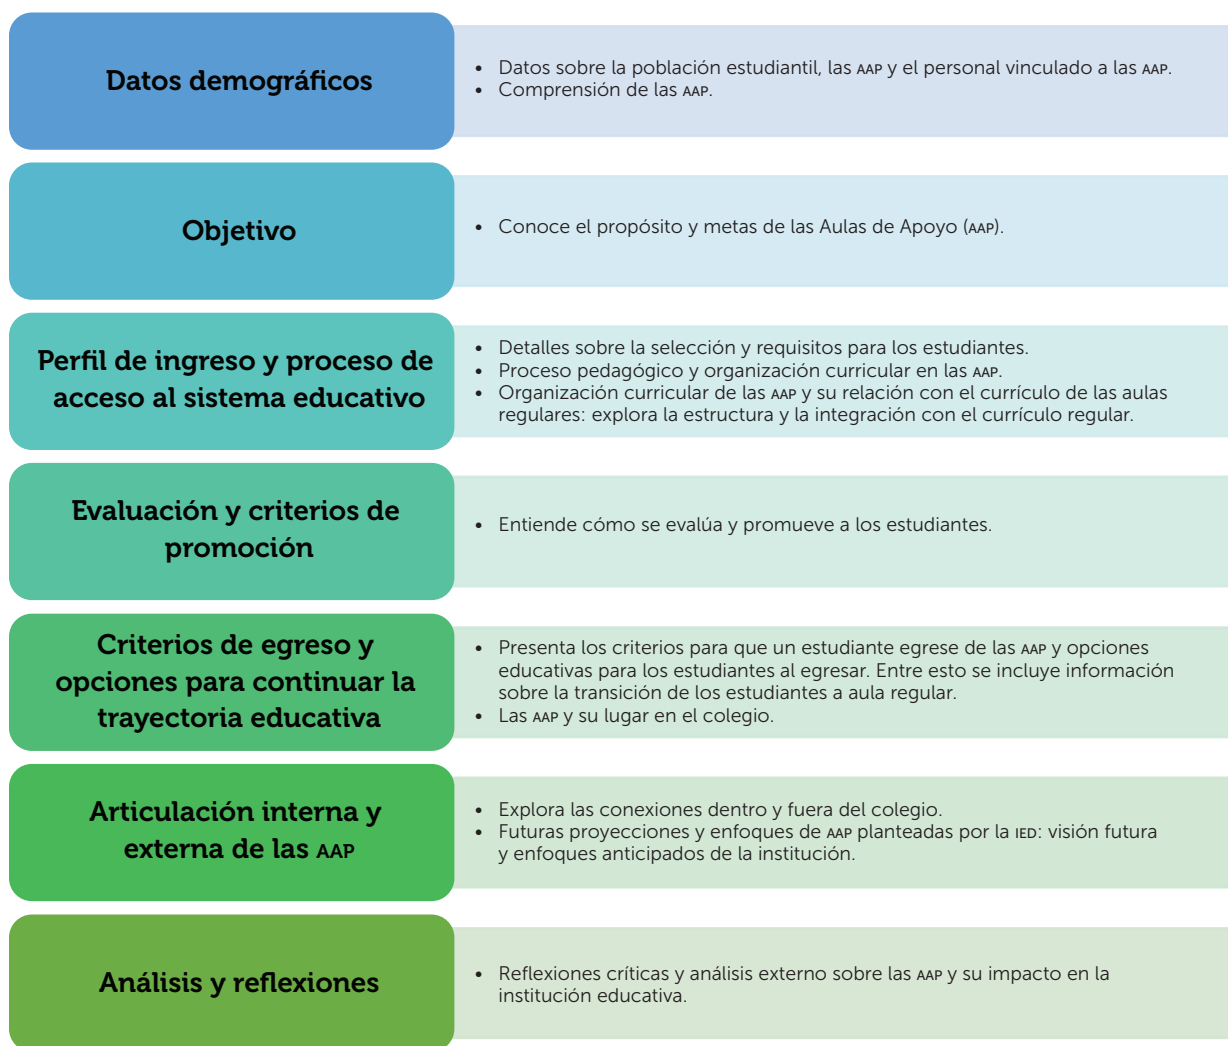 Datos demográficos
• Datos sobre la población estudiantil, las AAP y el personal vinculado a las AAP.
• Comprensión de las AAP.
Objetivo
• Conoce el propósito y metas de las Aulas de Apoyo (AAP).
Perfil de ingreso y proceso de
acceso al sistema educativo
• Detalles sobre la selección y requisitos para los estudiantes.
• Proceso pedagógico y organización curricular en las AAP.
• Organización curricular de las AAP y su relación con el currículo de las aulas
regulares: explora la estructura y la integración con el currículo regular.
Evaluación y criterios de
promoción
• Entiende cómo se evalúa y promueve a los estudiantes.
Criterios de egreso y
opciones para continuar la
trayectoria educativa
• Presenta los criterios para que un estudiante egrese de las AAP y opciones
educativas para los estudiantes al egresar. Entre esto se incluye información
sobre la transición de los estudiantes a aula regular.
• Las AAP y su lugar en el colegio.
Articulación interna y
externa de las AAP
• Explora las conexiones dentro y fuera del colegio.
• Futuras proyecciones y enfoques de AAP planteadas por la IED: visión futura
y enfoques anticipados de la institución.
Análisis y reflexiones
• Reflexiones críticas y análisis externo sobre las AAP y su impacto en la
institución educativa.